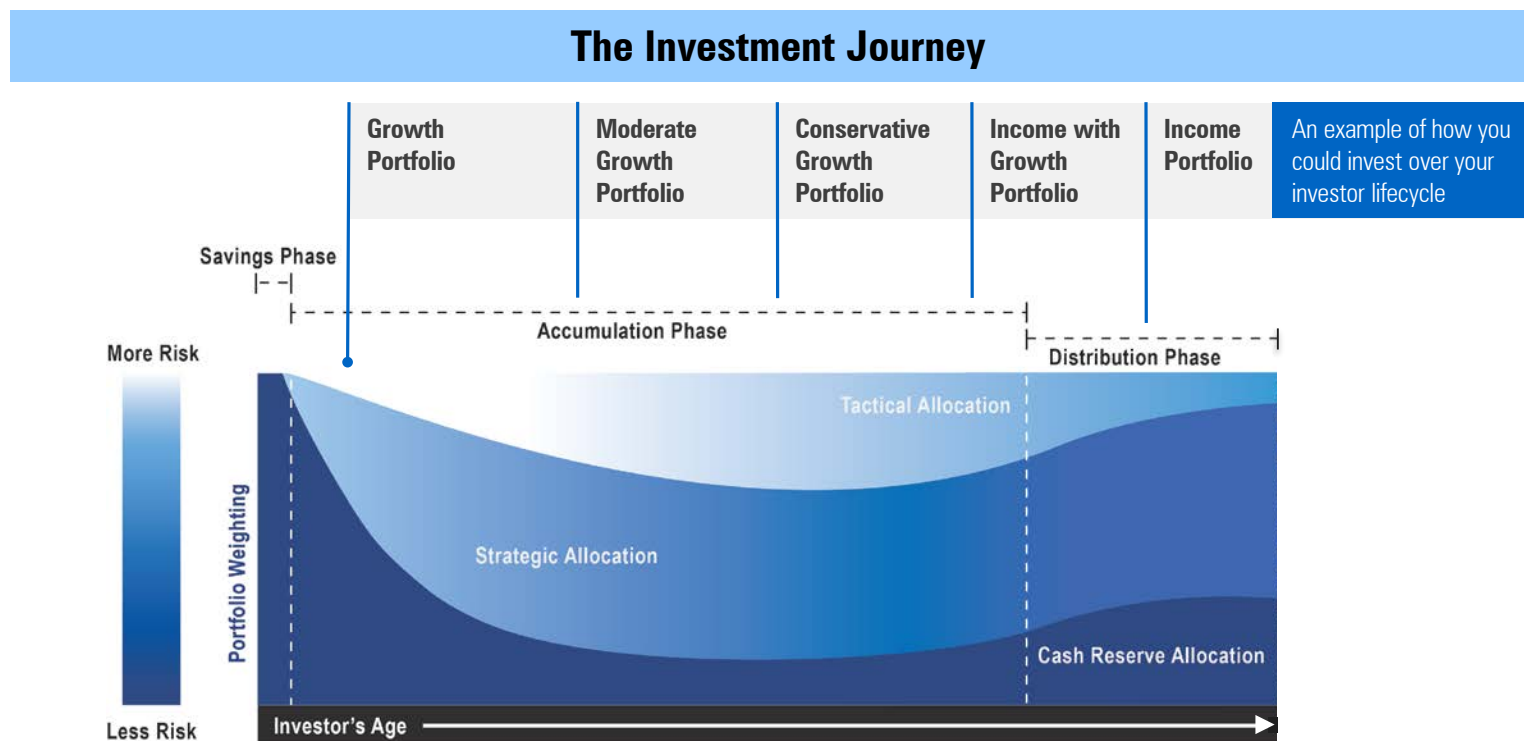 The Investment Journey
Growth
Portfolio
Moderate
Growth
Portfolio
Conservative
Growth
Portfolio
Income with
Growth
Portfolio
Income
Portfolio
An example of how you
could invest over your
investor lifecycle
Savings Phase
Accumulation Phase
Distribution Phase
More Risk
Less Risk
Portfolio Weighting
Tactical Allocation
Strategic Allocation
Cash Reserve Allocation
Investor's Age